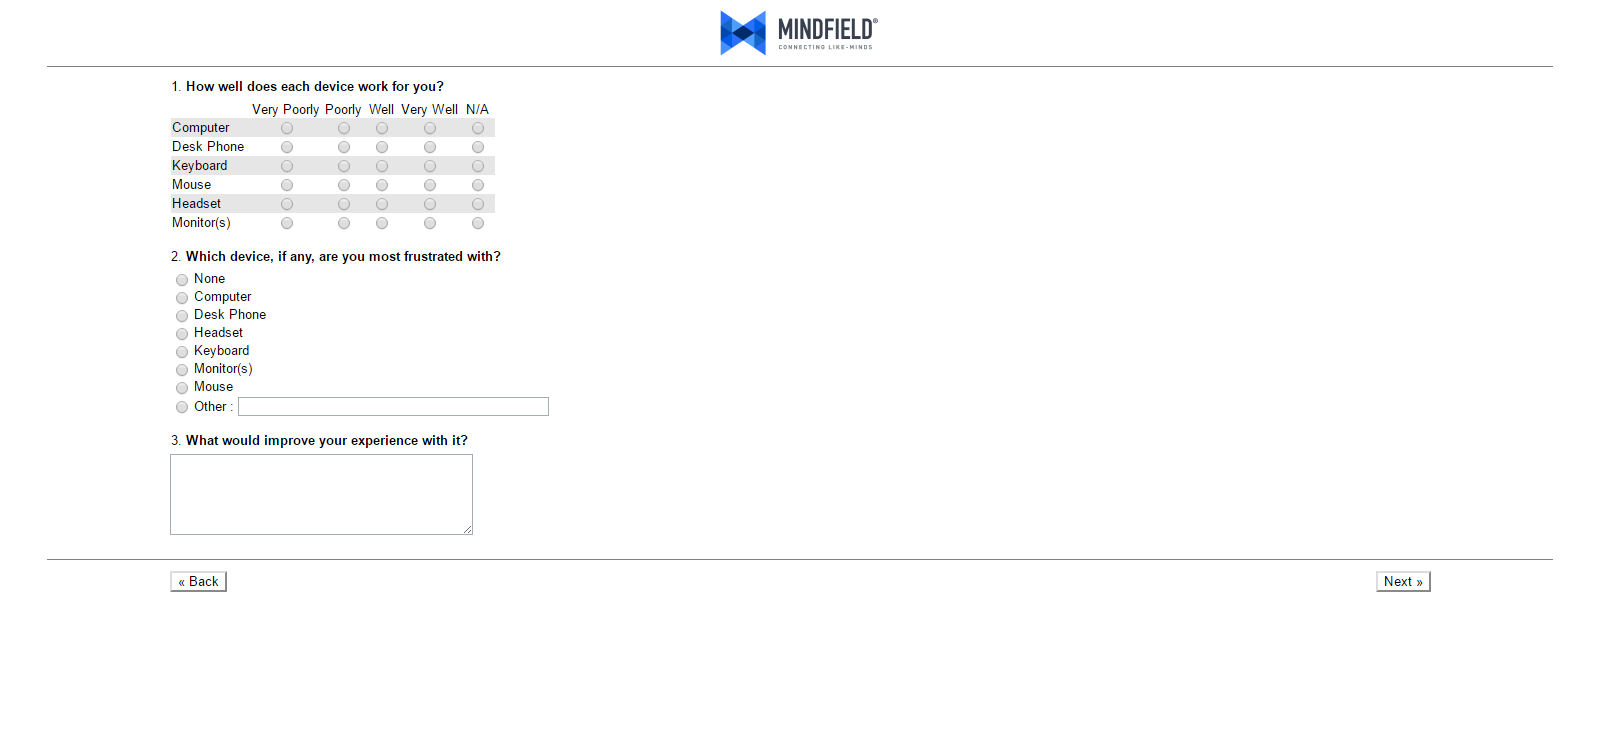 MINDFIELD®
CONNECTING LIKE-MINDS
1. How well does each device work for you?
Very Poorly Poorly Well Very Well N/A
Computer
Desk Phone
Keyboard
Mouse
Headset
Monitor(s)
2. Which device, if any, are you most frustrated with?
None
Computer
Desk Phone
Headset
Keyboard
Monitor(s)
Mouse
Other :
3. What would improve your experience with it?
« Back Next »